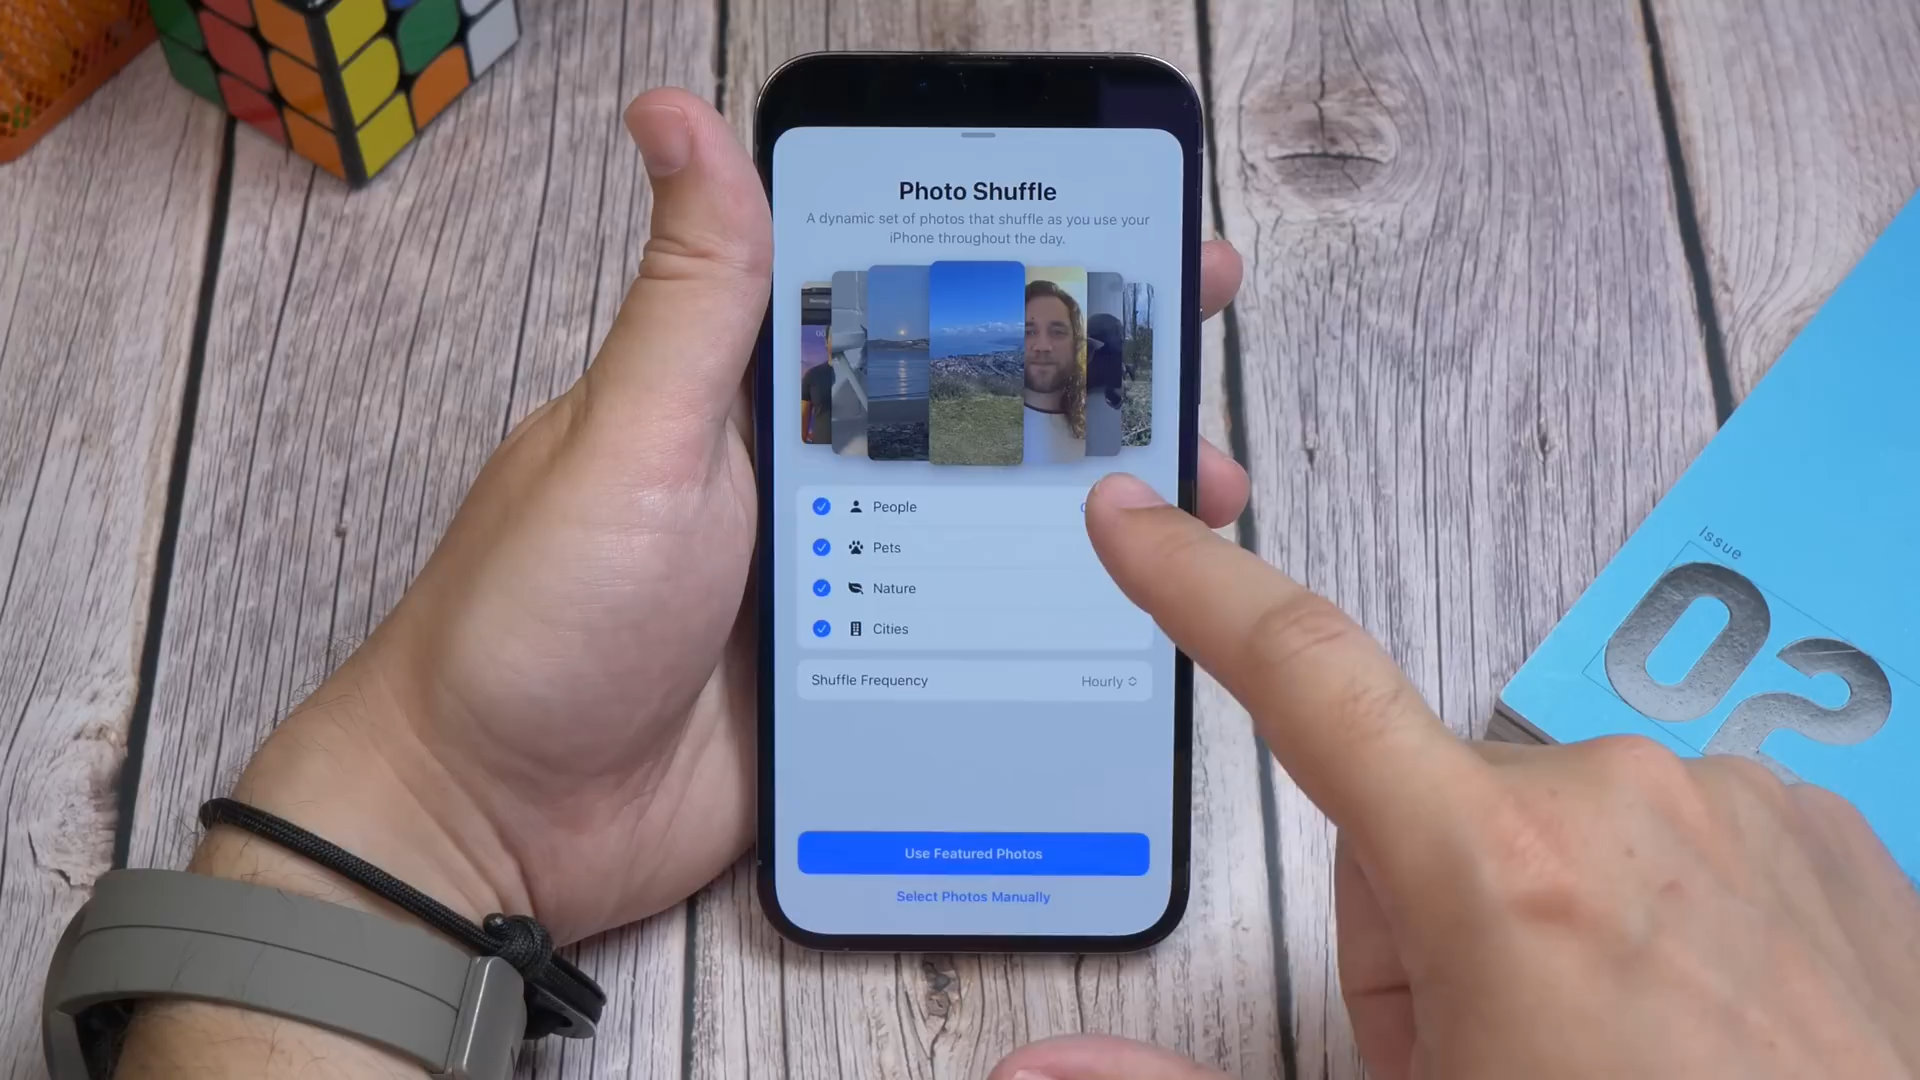 Photo Shuffle
A dynamic set of photos that shuffle as you use your
iPhone throughout the day.
People
Pets
Nature
Cities
Shuffle Frequency Hourly
Use Featured Photos
Select Photos Manually
Issue
02